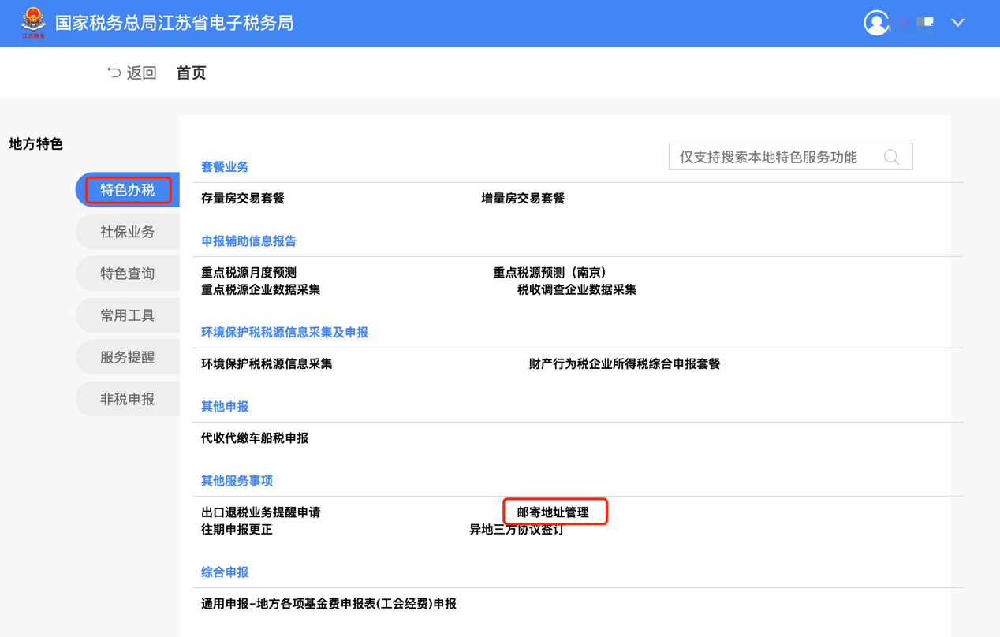 国家税务总局江苏省电子税务局
江苏税务
返回 首页
地方特色
仅支持搜索本地特色服务功能
特色办税
社保业务
特色查询
常用工具
服务提醒
非税申报
套餐业务
存量房交易套餐 增量房交易套餐
申报辅助信息报告
重点税源月度预测 重点税源预测（南京）
重点税源企业数据采集 税收调查企业数据采集
环境保护税税源信息采集及申报
环境保护税税源信息采集 财产行为税企业所得税综合申报套餐
其他申报
代收代缴车船税申报
其他服务事项
出口退税业务提醒申请 邮寄地址管理
往期申报更正 异地三方协议签订
综合申报
通用申报-地方各项基金费申报表(工会经费)申报